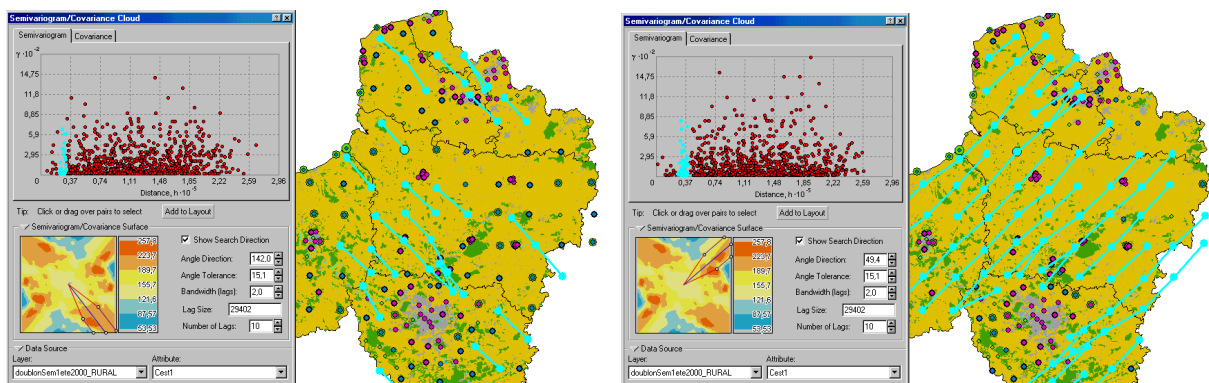 Semivariogram/Covariance Cloud
Semivariogram Covariance
γ·10⁻²
14,75
11,8
8,85
5,9
2,95
0 0,37 0,74 1,11 1,48 1,85 2,22 2,59 2,96
Distance, h·10⁻⁵
Tip: Click or drag over pairs to select Add to Layout
Semivariogram/Covariance Surface
257,8
223,7
189,7
155,7
121,6
87,57
53,53
Show Search Direction
Angle Direction: 142,0
Angle Tolerance: 15,1
Bandwidth (lags): 2,0
Lag Size: 29402
Number of Lags: 10
Data Source
Layer: Attribute:
doublonSem1ete2000_RURAL Cest1
Semivariogram/Covariance Cloud
Semivariogram Covariance
γ·10⁻²
14,75
11,8
8,85
5,9
2,95
0 0,37 0,74 1,11 1,48 1,85 2,22 2,59 2,96
Distance, h·10⁻⁵
Tip: Click or drag over pairs to select Add to Layout
Semivariogram/Covariance Surface
257,8
223,7
189,7
155,7
121,6
87,57
53,53
Show Search Direction
Angle Direction: 49,4
Angle Tolerance: 15,1
Bandwidth (lags): 2,0
Lag Size: 29402
Number of Lags: 10
Data Source
Layer: Attribute:
doublonSem1ete2000_RURAL Cest1